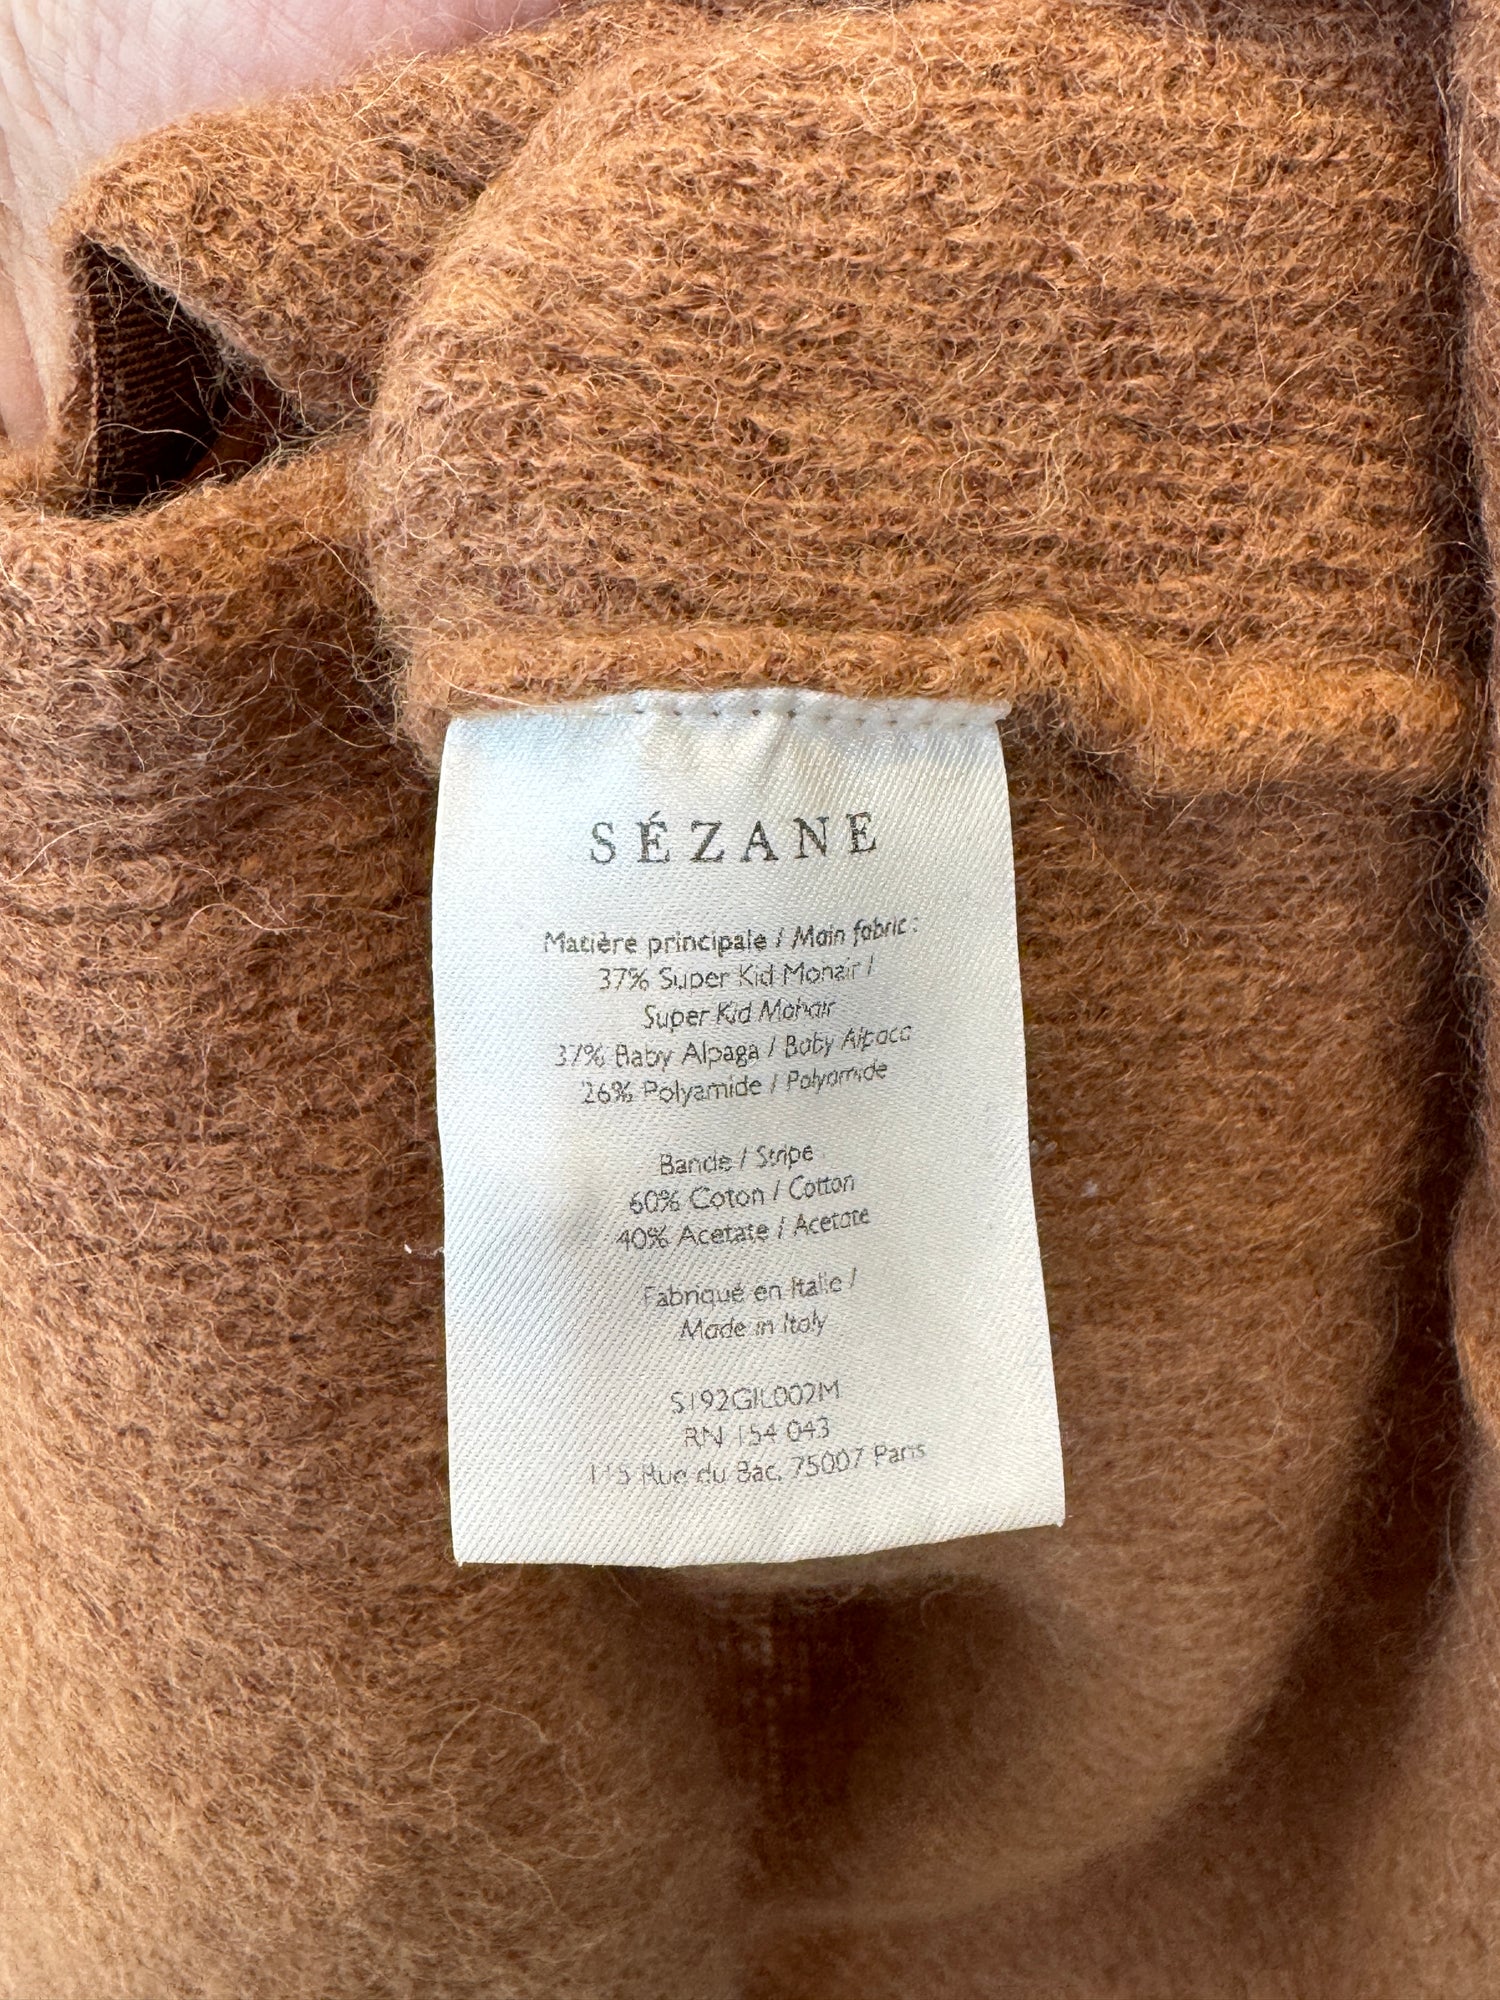 SÉZANE
Matière principale / Main fabric :
37% Super Kid Mohair /
Super Kid Mohair
37% Baby Alpaga / Baby Alpaca
26% Polyamide / Polyamide
Bande / Stripe
60% Coton / Cotton
40% Acetate / Acetate
Fabriqué en Italie /
Made in Italy
S192GIL002M
RN 154 043
115 Rue du Bac, 75007 Paris